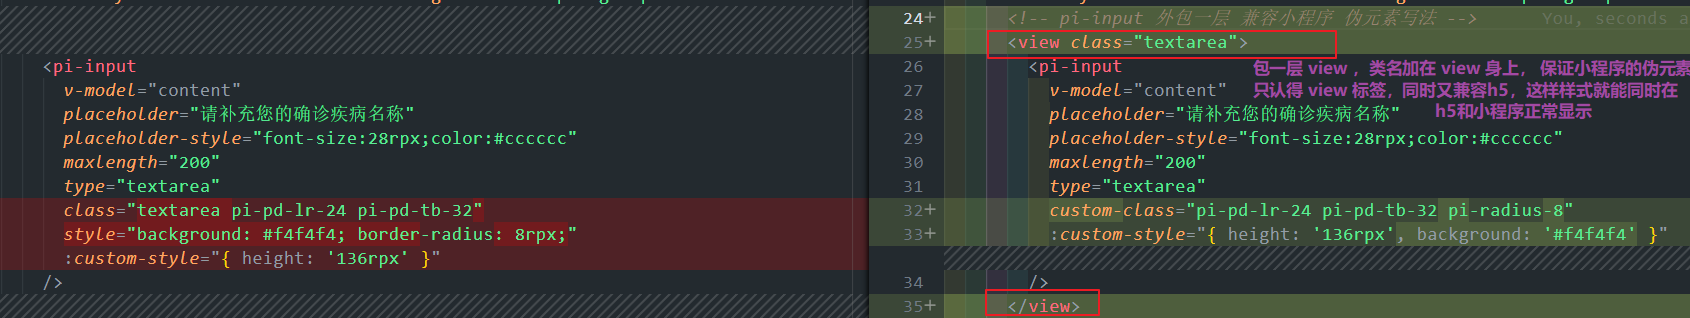 <pi-input
v-model="content"
placeholder="请补充您的确诊疾病名称"
placeholder-style="font-size:28rpx;color:#cccccc"
maxlength="200"
type="textarea"
class="textarea pi-pd-lr-24 pi-pd-tb-32"
style="background: #f4f4f4; border-radius: 8rpx;"
:custom-style="{ height: '136rpx' }"
/>
24+ <!-- pi-input 外包一层 兼容小程序 伪元素写法 --> You, seconds a
25+ <view class="textarea">
26 <pi-input
27 v-model="content"
28 placeholder="请补充您的确诊疾病名称"
29 placeholder-style="font-size:28rpx;color:#cccccc"
30 maxlength="200"
31 type="textarea"
32+ custom-class="pi-pd-lr-24 pi-pd-tb-32 pi-radius-8"
33+ :custom-style="{ height: '136rpx', background: '#f4f4f4' }"
34 />
35+ </view>
包一层 view ，类名加在 view 身上， 保证小程序的伪元素
只认得 view 标签，同时又兼容h5，这样样式就能同时在
h5和小程序正常显示